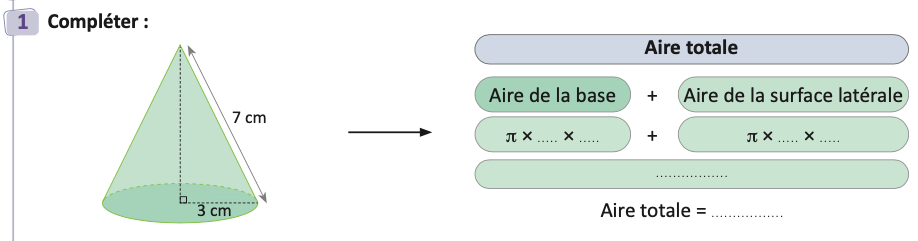 1 Compléter :
7 cm
3 cm
Aire totale
Aire de la base + Aire de la surface latérale
π × ..... × ..... + π × ..... × .....
.................
Aire totale = .................